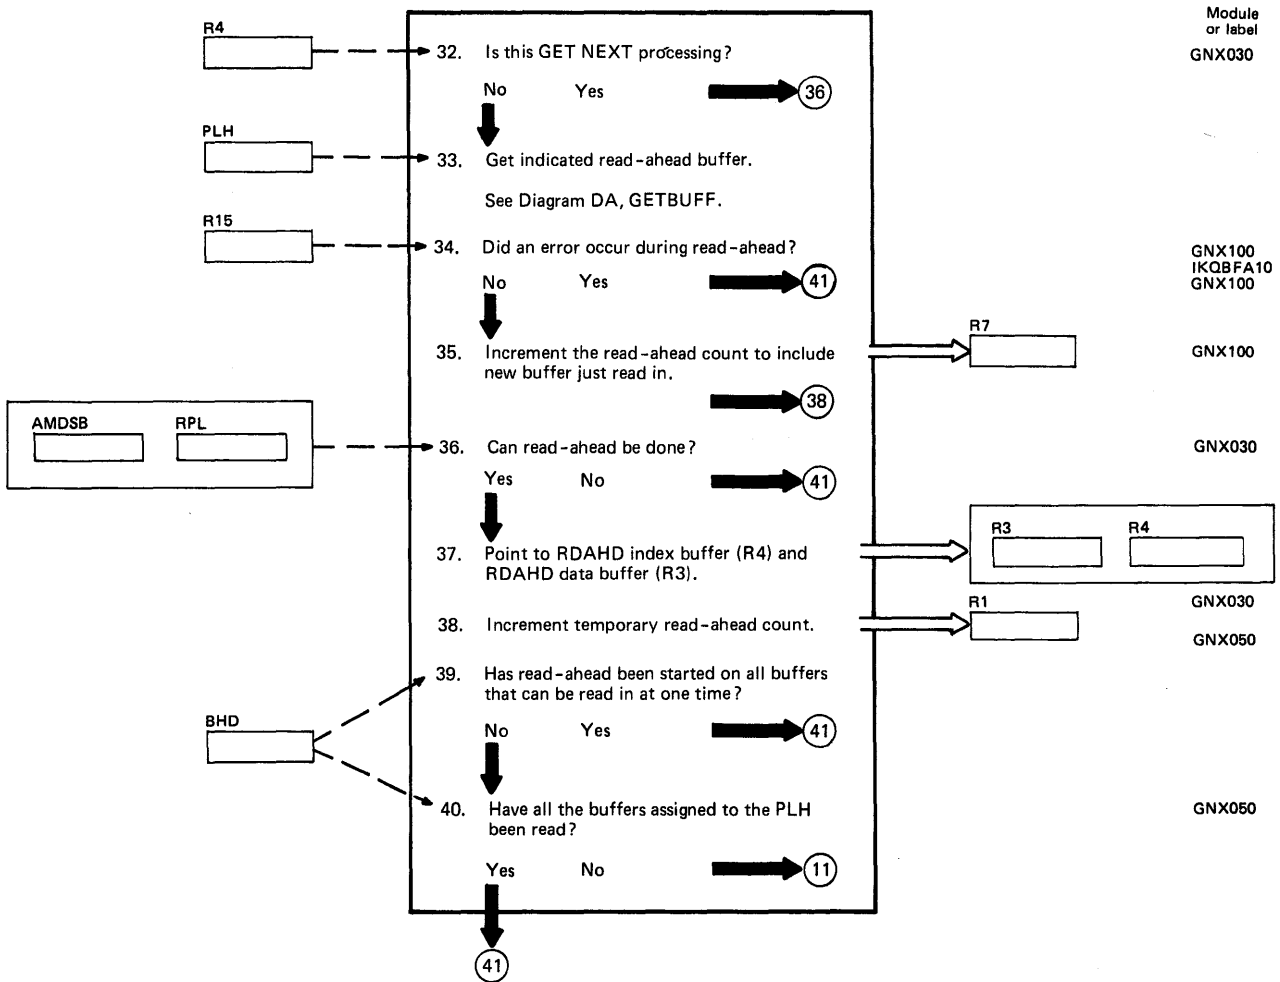 Module
or label
R4
32. Is this GET NEXT processing?
GNX030
No Yes 36
PLH
33. Get indicated read-ahead buffer.
See Diagram DA, GETBUFF.
R15
34. Did an error occur during read-ahead?
GNX100
IKQBFA10
No Yes 41
GNX100
R7
35. Increment the read-ahead count to include
new buffer just read in.
GNX100
38
AMDSB RPL
36. Can read-ahead be done?
GNX030
Yes No 41
R3 R4
37. Point to RDAHD index buffer (R4) and
RDAHD data buffer (R3).
GNX030
R1
38. Increment temporary read-ahead count.
GNX050
39. Has read-ahead been started on all buffers
that can be read in at one time?
BHD
No Yes 41
40. Have all the buffers assigned to the PLH
been read?
GNX050
Yes No 11
41